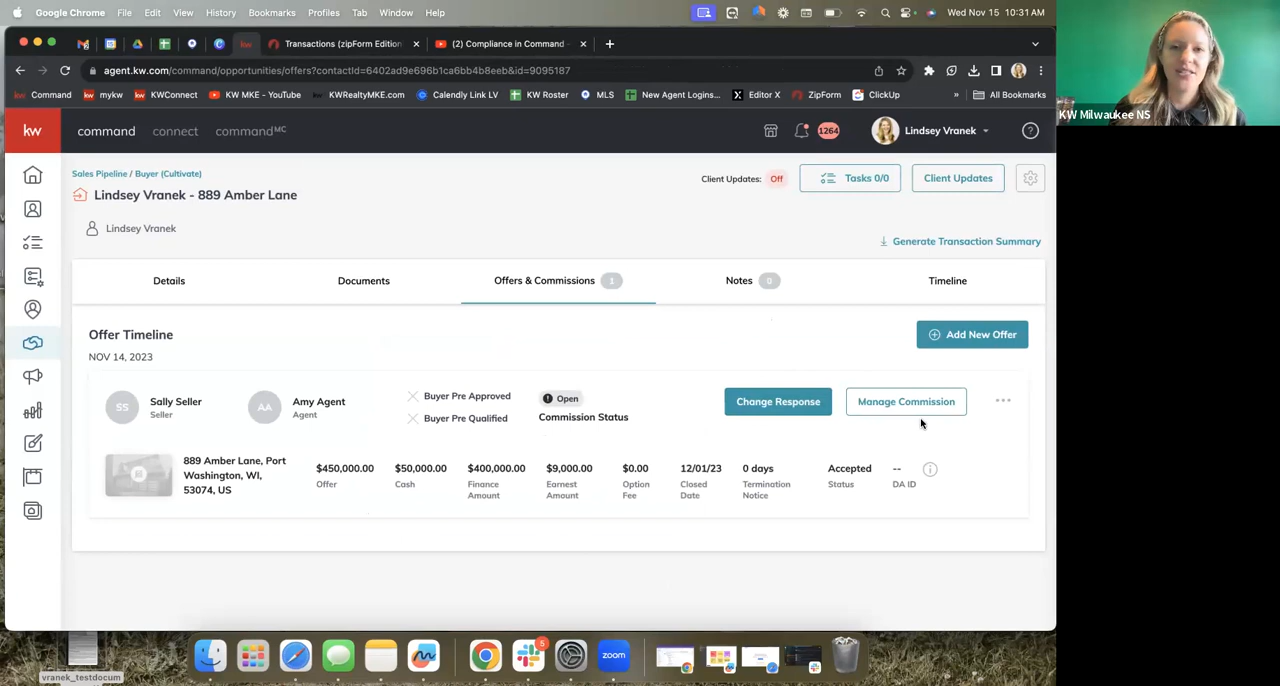 Google Chrome File Edit View History Bookmarks Profiles Tab Window Help Wed Nov 15 10:31 AM
Transactions (zipForm Edition (2) Compliance in Command -
agent.kw.com/command/opportunities/offers?contactId=6402ad9e696b1ca6bb4b8eeb&id=9095187
Command mykw KWConnect KW MKE - YouTube KWRealtyMKE.com Calendly Link LV KW Roster MLS New Agent Logins... Editor X ZipForm ClickUp » All Bookmarks
KW Milwaukee NS
kw command connect commandMC 1264 Lindsey Vranek
Sales Pipeline / Buyer (Cultivate)
Client Updates: Off Tasks 0/0 Client Updates
Lindsey Vranek - 889 Amber Lane
Lindsey Vranek
Generate Transaction Summary
Details Documents Offers & Commissions 1 Notes 0 Timeline
Offer Timeline
Add New Offer
NOV 14, 2023
SS Sally Seller
Seller
AA Amy Agent
Agent
Buyer Pre Approved
Buyer Pre Qualified
Open
Commission Status
Change Response Manage Commission
889 Amber Lane, Port
Washington, WI,
53074, US
$450,000.00 $50,000.00 $400,000.00 $9,000.00 $0.00 12/01/23 0 days Accepted --
Offer Cash Finance Earnest Option Closed Termination Status DA ID
Amount Amount Fee Date Notice
5
zoom
vranek_testdocum